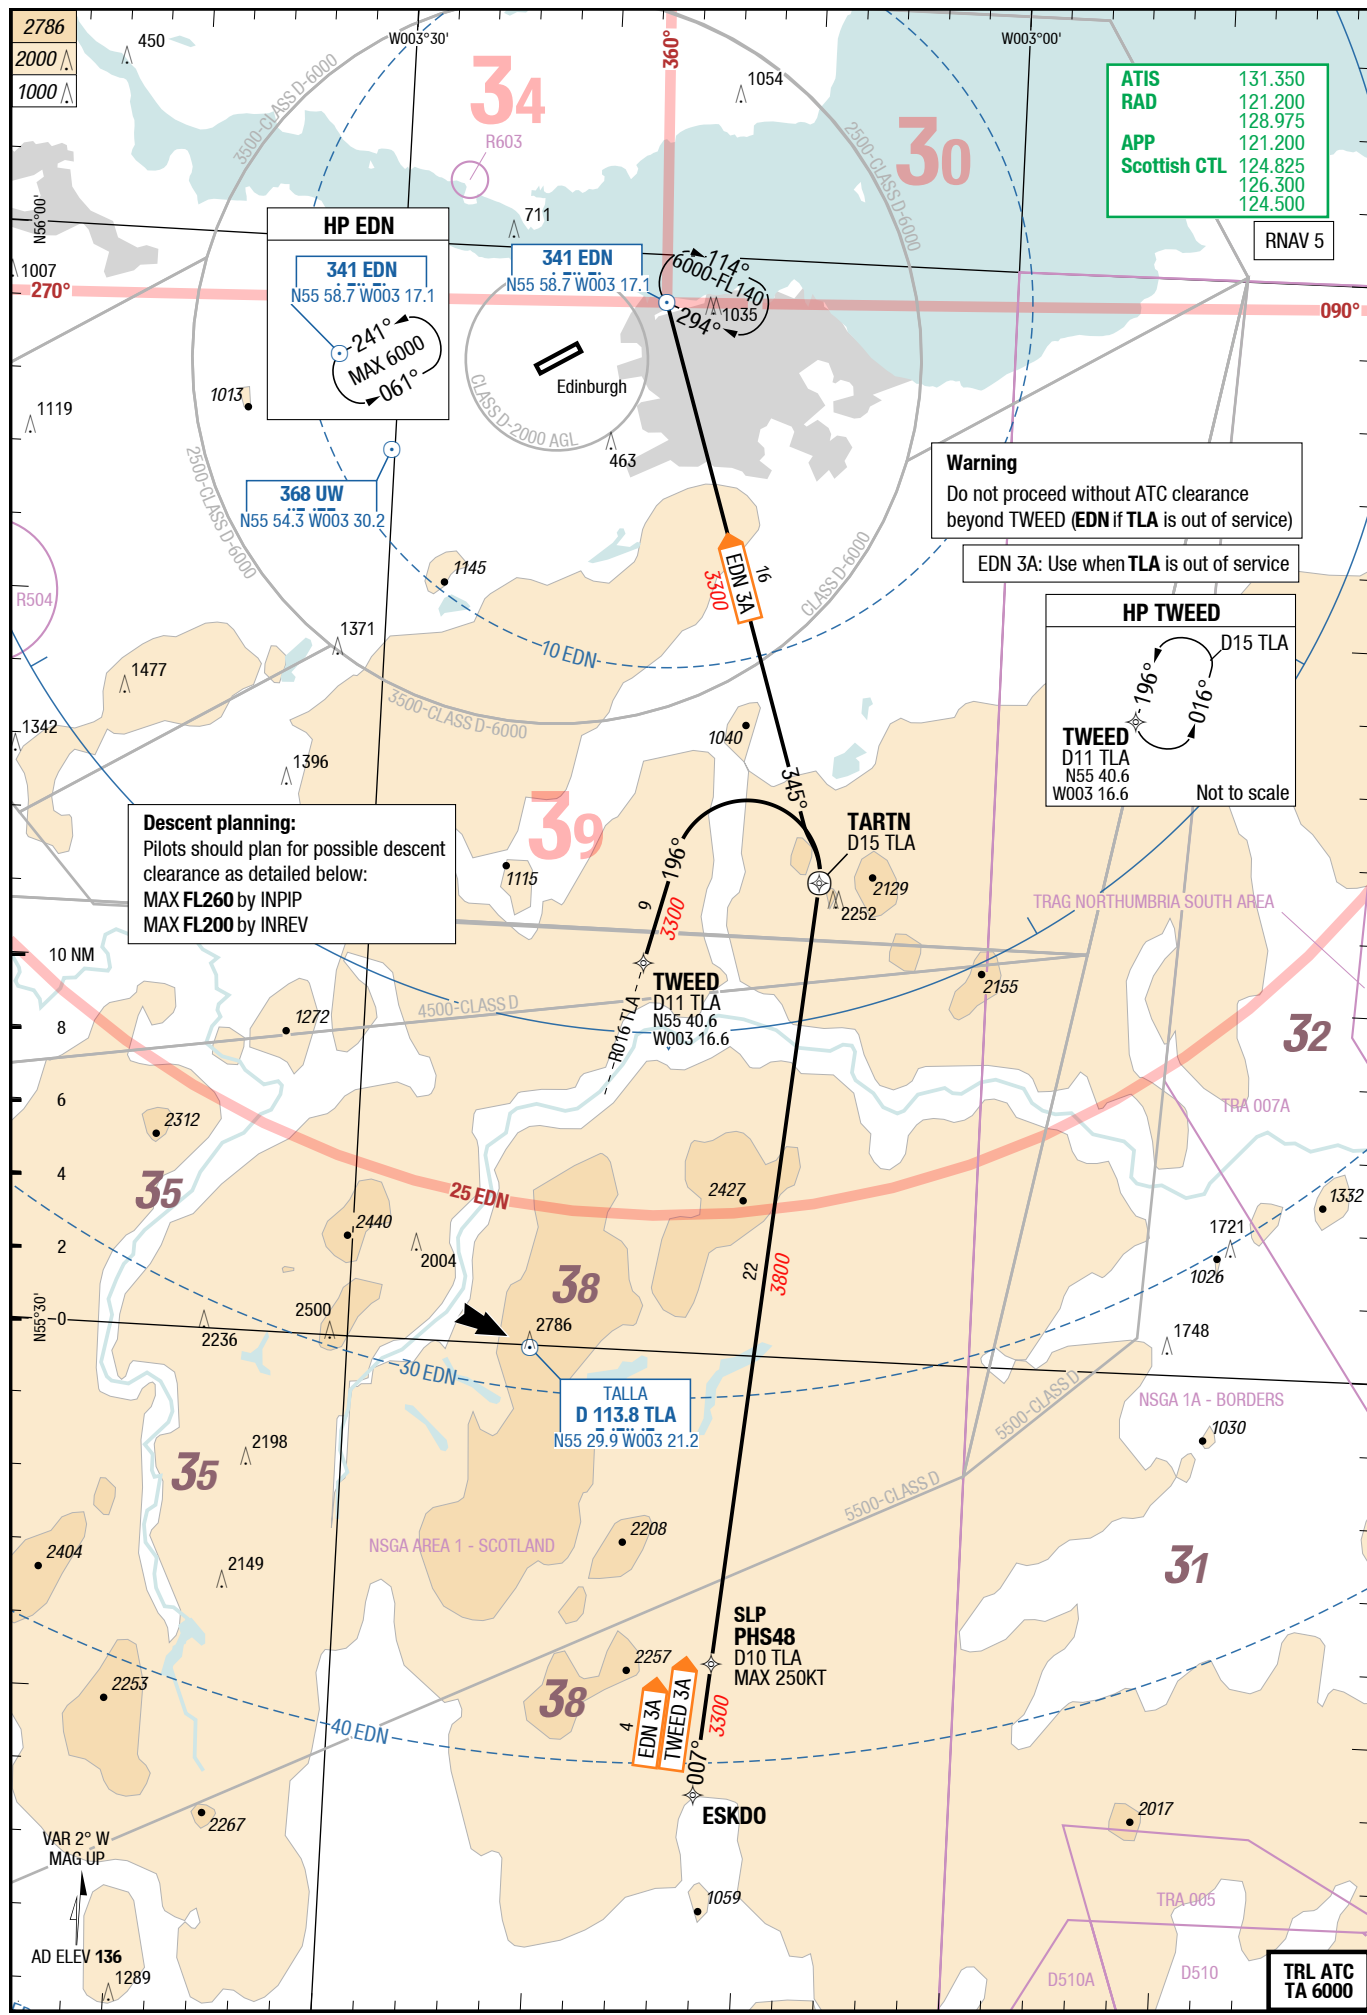 2786
2000
1000
450
W003°30'
360°
W003°00'
1054
3500-CLASS D-6000
34
R603
2500-CLASS D-6000
30
ATIS 131.350
RAD 121.200
128.975
APP 121.200
Scottish CTL 124.825
126.300
124.500
RNAV 5
N56°00'
1007
270°
090°
711
HP EDN
341 EDN
N55 58.7 W003 17.1
241°
MAX 6000
061°
341 EDN
N55 58.7 W003 17.1
114°
6000-FL140
294°
1035
Edinburgh
CLASS D-2000 AGL
1013
1119
463
2500-CLASS D-6000
368 UW
N55 54.3 W003 30.2
Warning
Do not proceed without ATC clearance
beyond TWEED (EDN if TLA is out of service)
EDN 3A: Use when TLA is out of service
EDN 3A
16
3300
CLASS D-6000
1145
R504
1371
10 EDN
1477
3500-CLASS D-6000
1342
1396
1040
HP TWEED
D15 TLA
196°
016°
TWEED
D11 TLA
N55 40.6
W003 16.6
Not to scale
345°
39
Descent planning:
Pilots should plan for possible descent
clearance as detailed below:
MAX FL260 by INPIP
MAX FL200 by INREV
TARTN
D15 TLA
196°
1115
2129
2252
9
3300
TRAG NORTHUMBRIA SOUTH AREA
10 NM
8
6
4
2
0
TWEED
D11 TLA
N55 40.6
W003 16.6
R016 TLA
2155
4500-CLASS D
1272
32
TRA 007A
2312
35
25 EDN
2427
2440
2004
1332
1721
1026
22
3800
38
2500
2236
N55°30'
2786
1748
30 EDN
TALLA
D 113.8 TLA
N55 29.9 W003 21.2
5500-CLASS D
NSGA 1A - BORDERS
1030
2198
35
5500-CLASS D
2208
NSGA AREA 1 - SCOTLAND
2404
2149
31
SLP
PHS48
D10 TLA
MAX 250KT
2257
2253
38
4
EDN 3A
TWEED 3A
3300
40 EDN
007°
ESKDO
2267
2017
VAR 2° W
MAG UP
1059
TRA 005
AD ELEV 136
1289
D510A
D510
TRL ATC
TA 6000